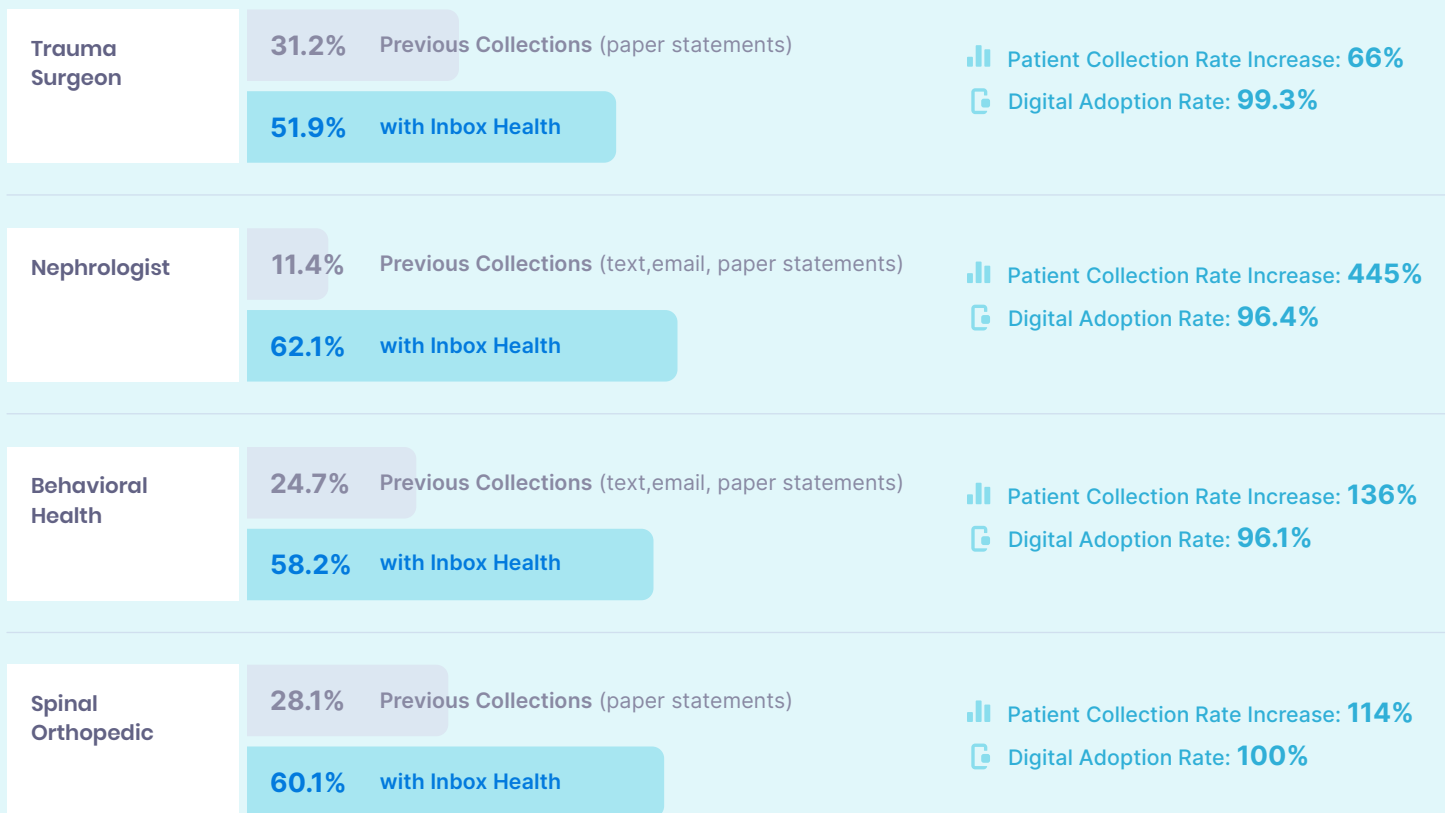 Trauma
Surgeon
31.2% Previous Collections (paper statements)
51.9% with Inbox Health
Patient Collection Rate Increase: 66%
Digital Adoption Rate: 99.3%
Nephrologist
11.4% Previous Collections (text,email, paper statements)
62.1% with Inbox Health
Patient Collection Rate Increase: 445%
Digital Adoption Rate: 96.4%
Behavioral
Health
24.7% Previous Collections (text,email, paper statements)
58.2% with Inbox Health
Patient Collection Rate Increase: 136%
Digital Adoption Rate: 96.1%
Spinal
Orthopedic
28.1% Previous Collections (paper statements)
60.1% with Inbox Health
Patient Collection Rate Increase: 114%
Digital Adoption Rate: 100%